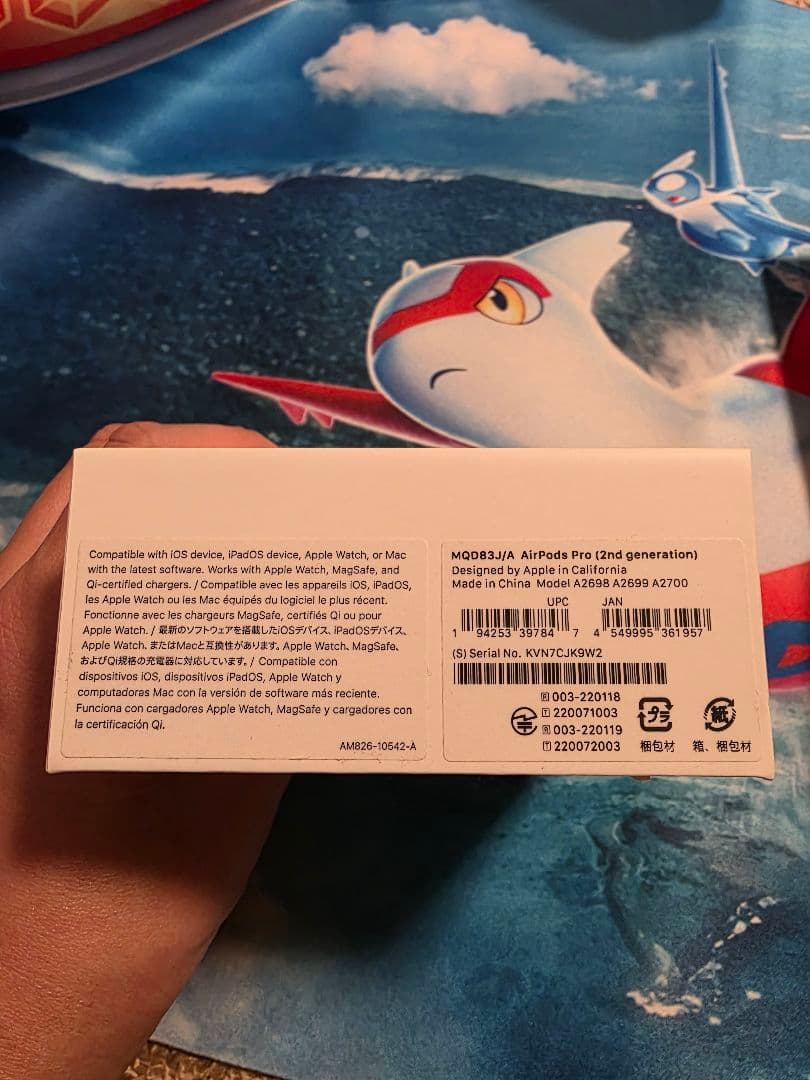 Compatible with iOS device, iPadOS device, Apple Watch, or Mac
with the latest software. Works with Apple Watch, MagSafe, and
Qi-certified chargers. / Compatible avec les appareils iOS, iPadOS,
les Apple Watch ou les Mac équipés du logiciel le plus récent.
Fonctionne avec les chargeurs MagSafe, certifiés Qi ou pour
Apple Watch. / 最新のソフトウェアを搭載したiOSデバイス、iPadOSデバイス、
Apple Watch、またはMacと互換性があります。Apple Watch、MagSafe、
およびQi規格の充電器に対応しています。/ Compatible con
dispositivos iOS, dispositivos iPadOS, Apple Watch y
computadoras Mac con la versión de software más reciente.
Funciona con cargadores Apple Watch, MagSafe y cargadores con
la certificación Qi.
AM826-10542-A
MQD83J/A AirPods Pro (2nd generation)
Designed by Apple in California
Made in China Model A2698 A2699 A2700
UPC JAN
1 94253 39784 7 4 549995 361957
(S) Serial No. KVN7CJK9W2
R 003-220118
T 220071003
R 003-220119
T 220072003
プラ
梱包材
紙
箱、梱包材